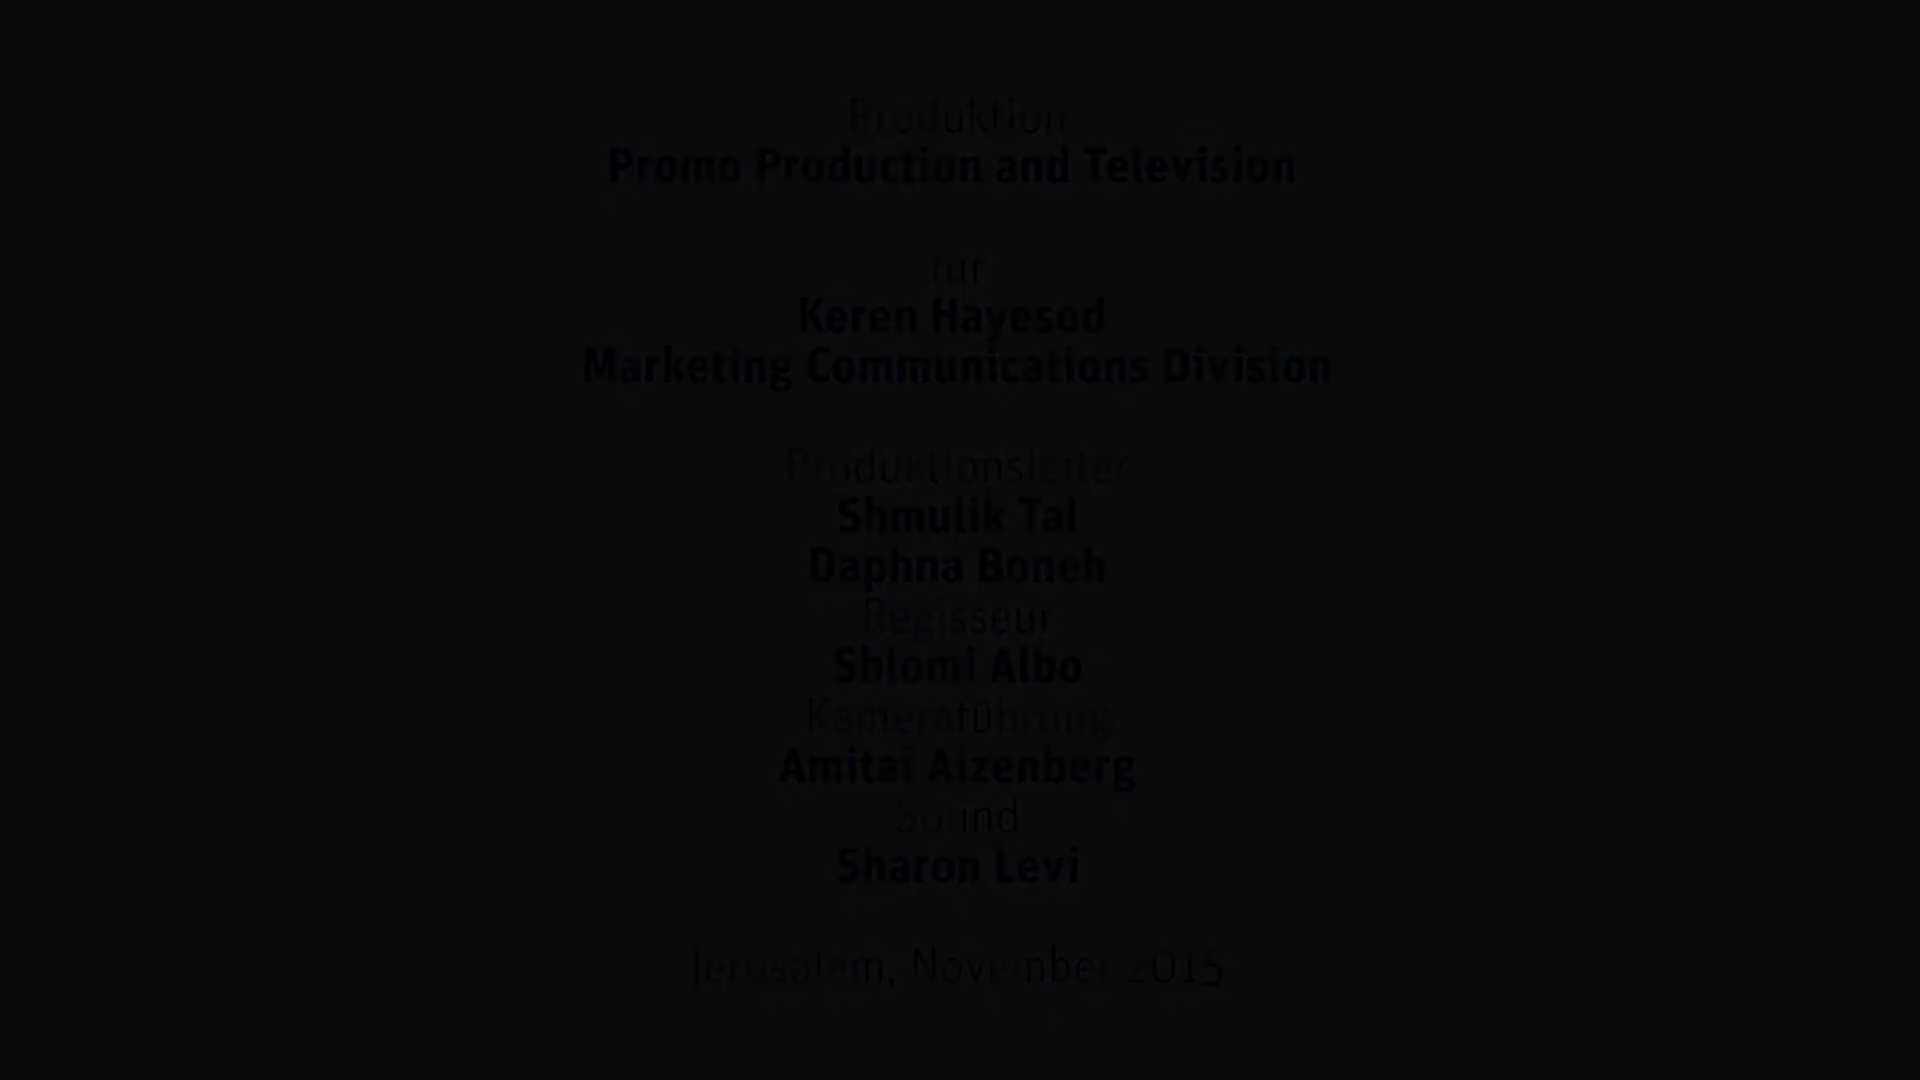 Produktion
Promo Production and Television
für
Keren Hayesod
Marketing Communications Division
Produktionsleiter
Shmulik Tal
Daphna Boneh
Regisseur
Shlomi Albo
Kameraführung
Amitai Aizenberg
Sound
Sharon Levi
Jerusalem, November 2015